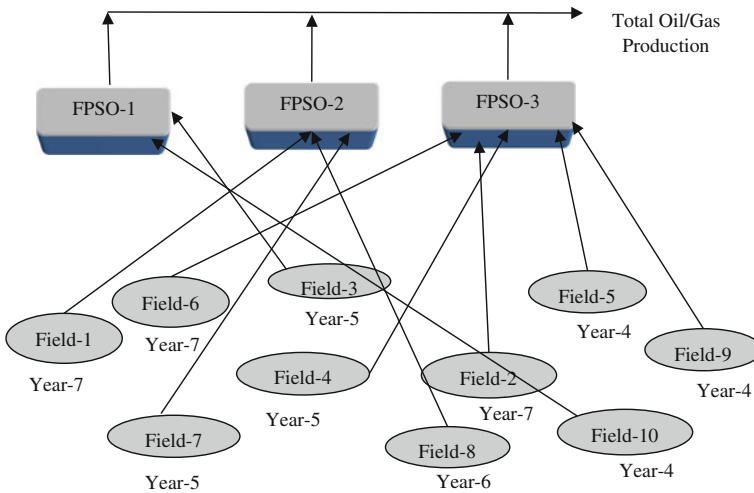 Total Oil/Gas
Production
FPSO-1
FPSO-2
FPSO-3
Field-3
Year-5
Field-5
Year-4
Field-6
Year-7
Field-1
Year-7
Field-9
Year-4
Field-4
Year-5
Field-2
Year-7
Field-7
Year-5
Field-8
Year-6
Field-10
Year-4